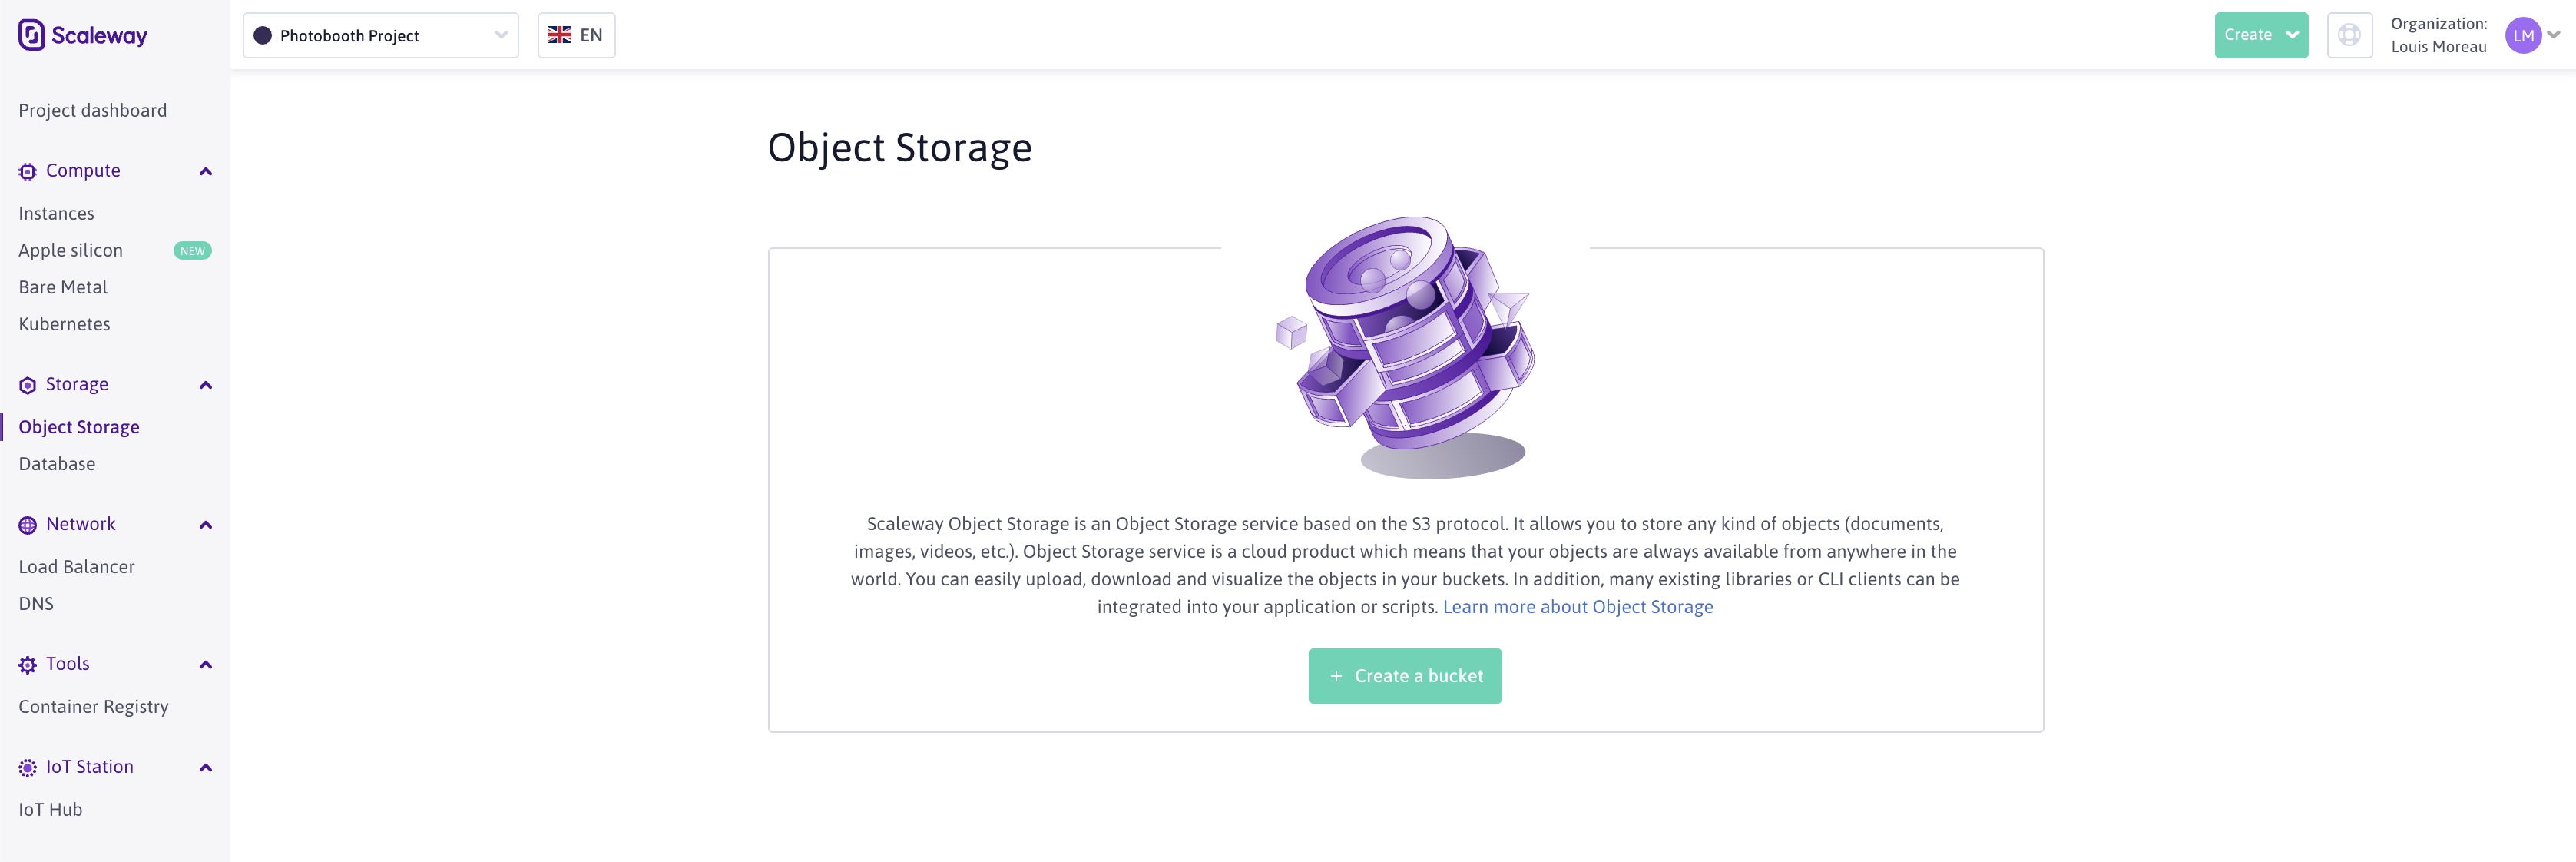 Scaleway
Photobooth Project
EN
Create
Organization:
Louis Moreau
LM
Project dashboard
Compute
Instances
Apple silicon NEW
Bare Metal
Kubernetes
Storage
Object Storage
Database
Network
Load Balancer
DNS
Tools
Container Registry
IoT Station
IoT Hub
Object Storage
Scaleway Object Storage is an Object Storage service based on the S3 protocol. It allows you to store any kind of objects (documents,
images, videos, etc.). Object Storage service is a cloud product which means that your objects are always available from anywhere in the
world. You can easily upload, download and visualize the objects in your buckets. In addition, many existing libraries or CLI clients can be
integrated into your application or scripts. Learn more about Object Storage
+ Create a bucket